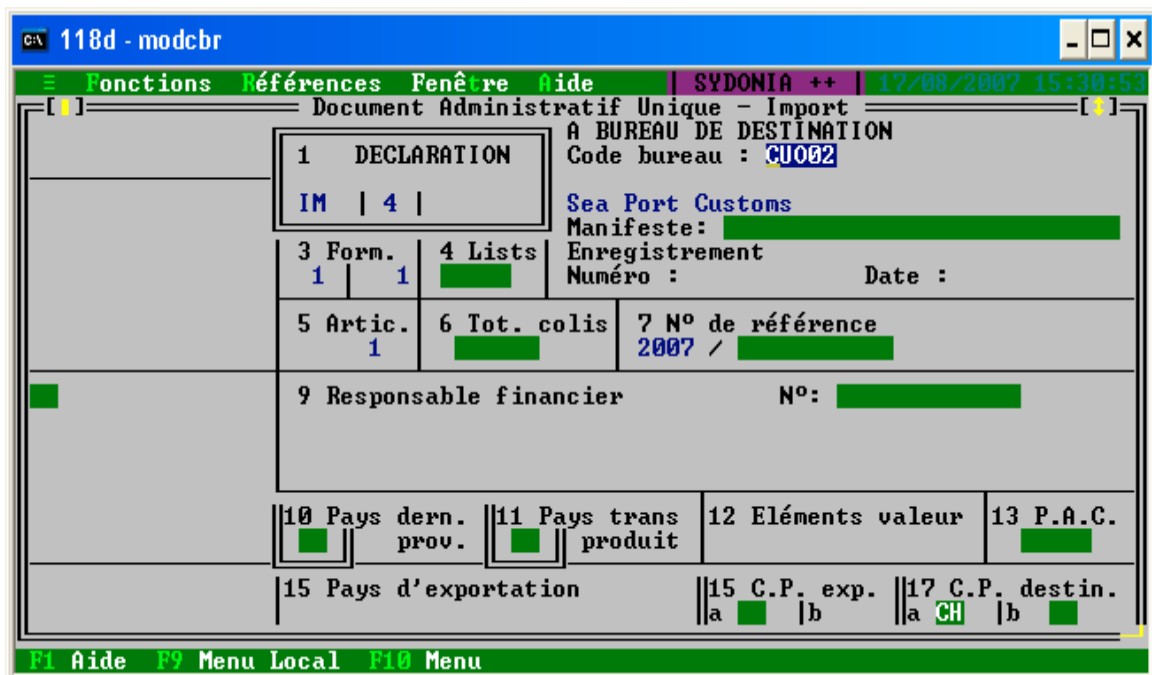 118d - modcbr
≡ Fonctions Références Fenêtre Aide SYDONIA ++ 17/08/2007 15:30:53
Document Administratif Unique - Import
A BUREAU DE DESTINATION
1 DECLARATION
Code bureau : CUO02
IM | 4 |
Sea Port Customs
Manifeste:
3 Form. 4 Lists Enregistrement
1 1 Numéro : Date :
5 Artic. 6 Tot. colis 7 Nº de référence
1 2007 /
9 Responsable financier Nº:
10 Pays dern. 11 Pays trans 12 Eléments valeur 13 P.A.C.
prov. produit
15 Pays d'exportation 15 C.P. exp. 17 C.P. destin.
a |b a CH |b
F1 Aide F9 Menu Local F10 Menu